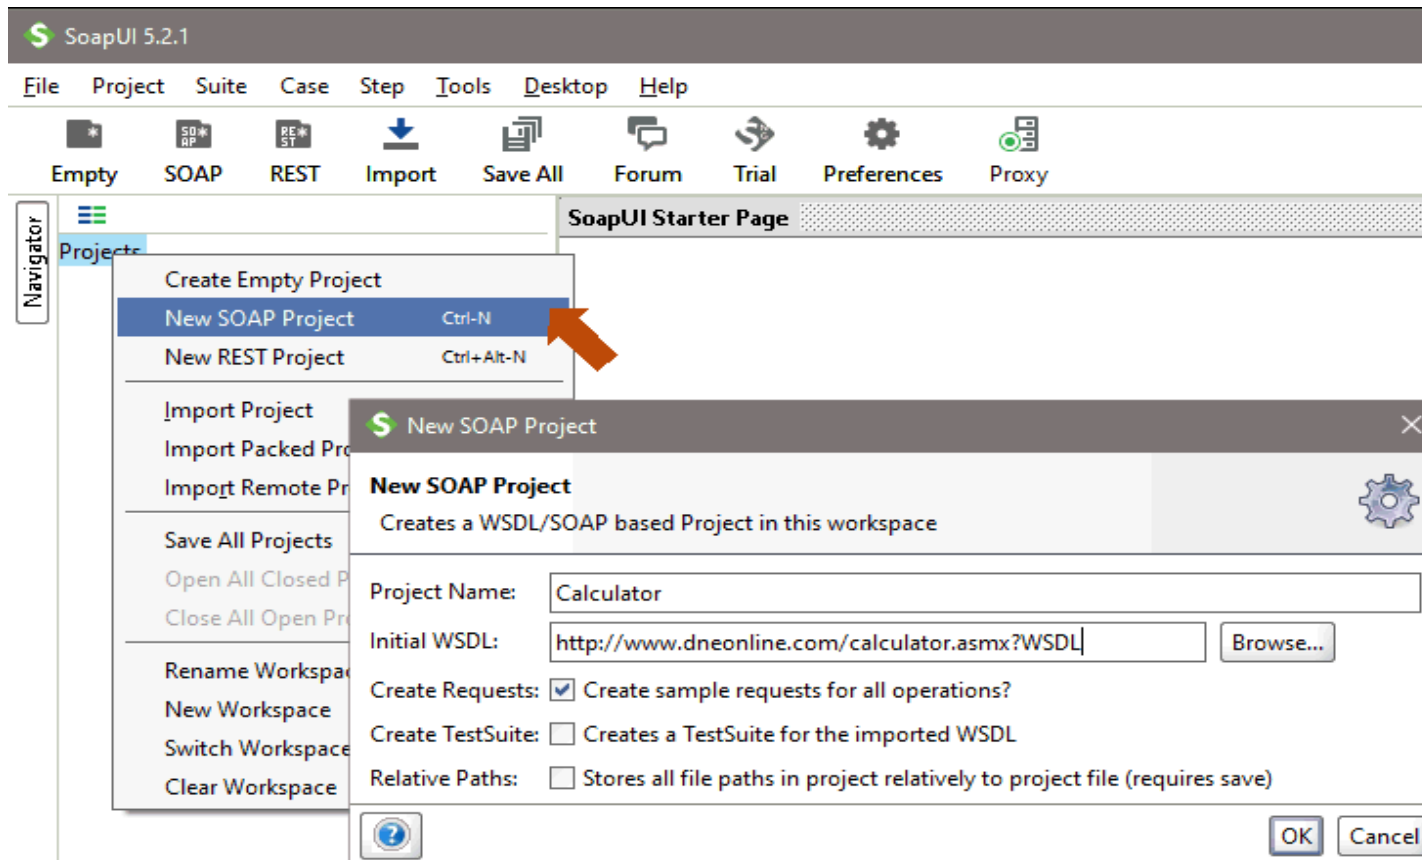 SoapUI 5.2.1
File Project Suite Case Step Tools Desktop Help
Empty SOAP REST Import Save All Forum Trial Preferences Proxy
Navigator
SoapUI Starter Page
Projects
Create Empty Project
New SOAP Project Ctrl-N
New REST Project Ctrl+Alt-N
Import Project
Import Packed Pro
Import Remote Pr
Save All Projects
Open All Closed P
Close All Open Pro
Rename Workspa
New Workspace
Switch Workspace
Clear Workspace
New SOAP Project
New SOAP Project
Creates a WSDL/SOAP based Project in this workspace
Project Name: Calculator
Initial WSDL: http://www.dneonline.com/calculator.asmx?WSDL Browse...
Create Requests: Create sample requests for all operations?
Create TestSuite: Creates a TestSuite for the imported WSDL
Relative Paths: Stores all file paths in project relatively to project file (requires save)
OK Cancel